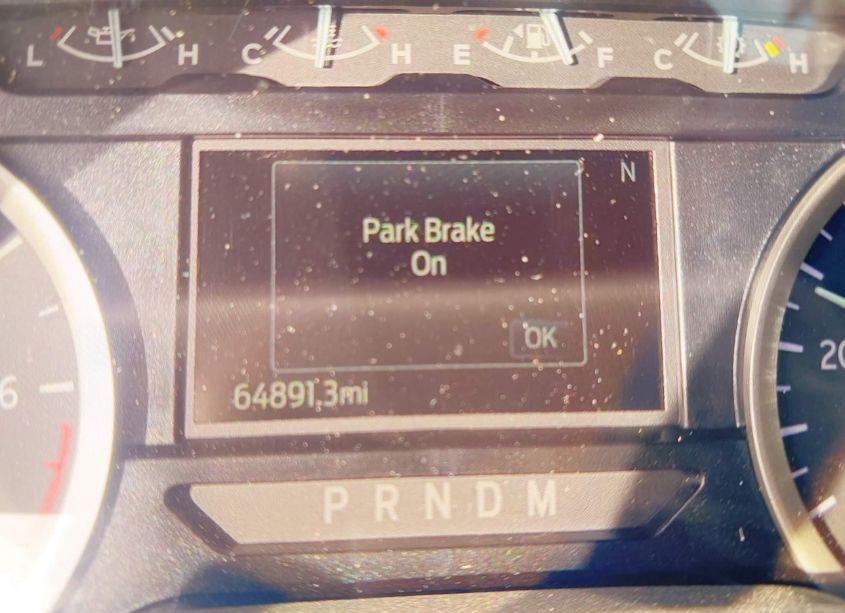 L H C H E F C H
N
Park Brake
On
OK
64891.3mi
6
20
P R N D M